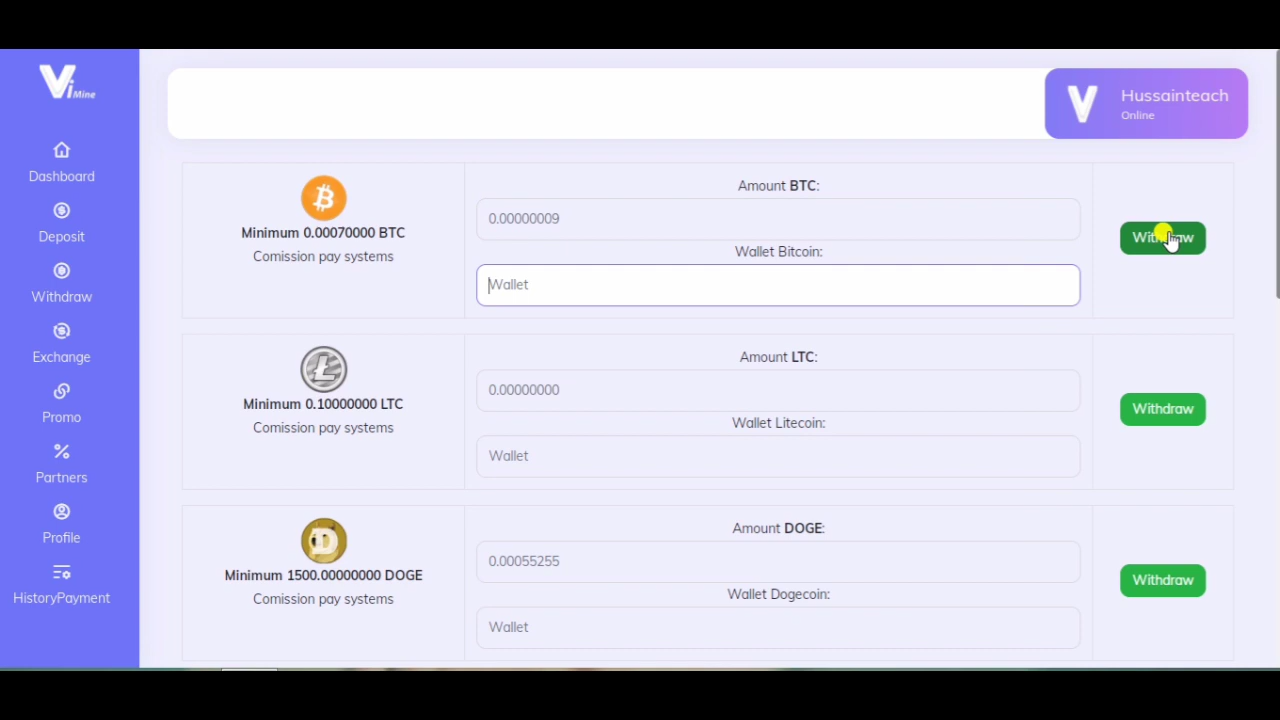 Vi Mine
Hussainteach
Online
Dashboard
Deposit
Withdraw
Exchange
Promo
Partners
Profile
HistoryPayment
Minimum 0.00070000 BTC
Comission pay systems
Amount BTC:
0.00000009
Wallet Bitcoin:
Wallet
Withdraw
Minimum 0.10000000 LTC
Comission pay systems
Amount LTC:
0.00000000
Wallet Litecoin:
Wallet
Withdraw
Minimum 1500.00000000 DOGE
Comission pay systems
Amount DOGE:
0.00055255
Wallet Dogecoin:
Wallet
Withdraw